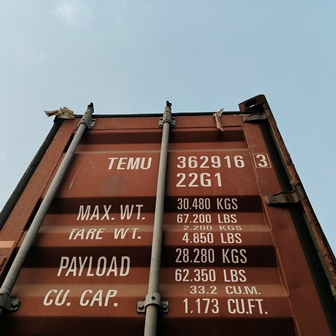 TEMU 362916 3
22G1
MAX. WT. 30.480 KGS
67.200 LBS
TARE WT. 2.200 KGS
4.850 LBS
PAYLOAD 28.280 KGS
62.350 LBS
CU. CAP. 33.2 CU.M.
1.173 CU.FT.